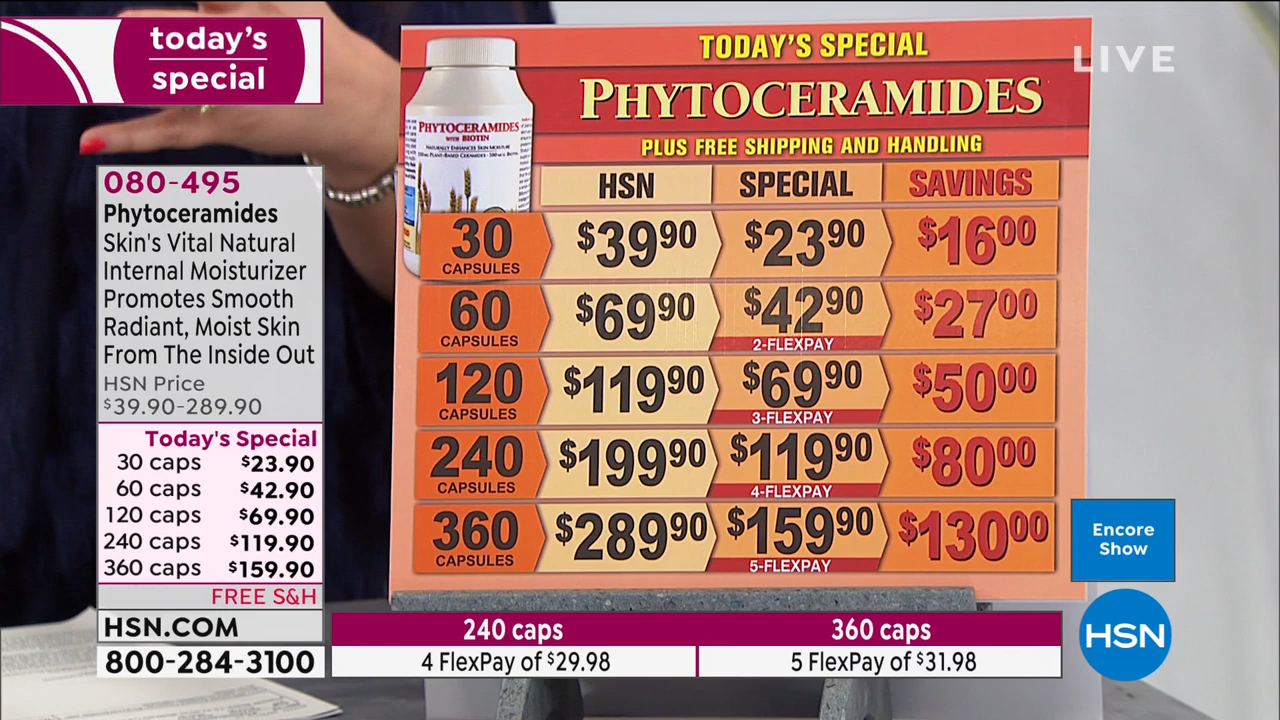 today's
special
080-495
Phytoceramides
Skin's Vital Natural
Internal Moisturizer
Promotes Smooth
Radiant, Moist Skin
From The Inside Out
HSN Price
$39.90-289.90
Today's Special
30 caps $23.90
60 caps $42.90
120 caps $69.90
240 caps $119.90
360 caps $159.90
FREE S&H
HSN.COM
800-284-3100
LIVE
TODAY'S SPECIAL
PHYTOCERAMIDES
PLUS FREE SHIPPING AND HANDLING
PHYTOCERAMIDES
WITH BIOTIN
NATURALLY ENHANCES SKIN MOISTURE
HSN SPECIAL SAVINGS
30 CAPSULES $39.90 $23.90 $16.00
60 CAPSULES $69.90 $42.90 $27.00
2-FLEXPAY
120 CAPSULES $119.90 $69.90 $50.00
3-FLEXPAY
240 CAPSULES $199.90 $119.90 $80.00
4-FLEXPAY
360 CAPSULES $289.90 $159.90 $130.00
5-FLEXPAY
Encore
Show
HSN
240 caps 360 caps
4 FlexPay of $29.98 5 FlexPay of $31.98